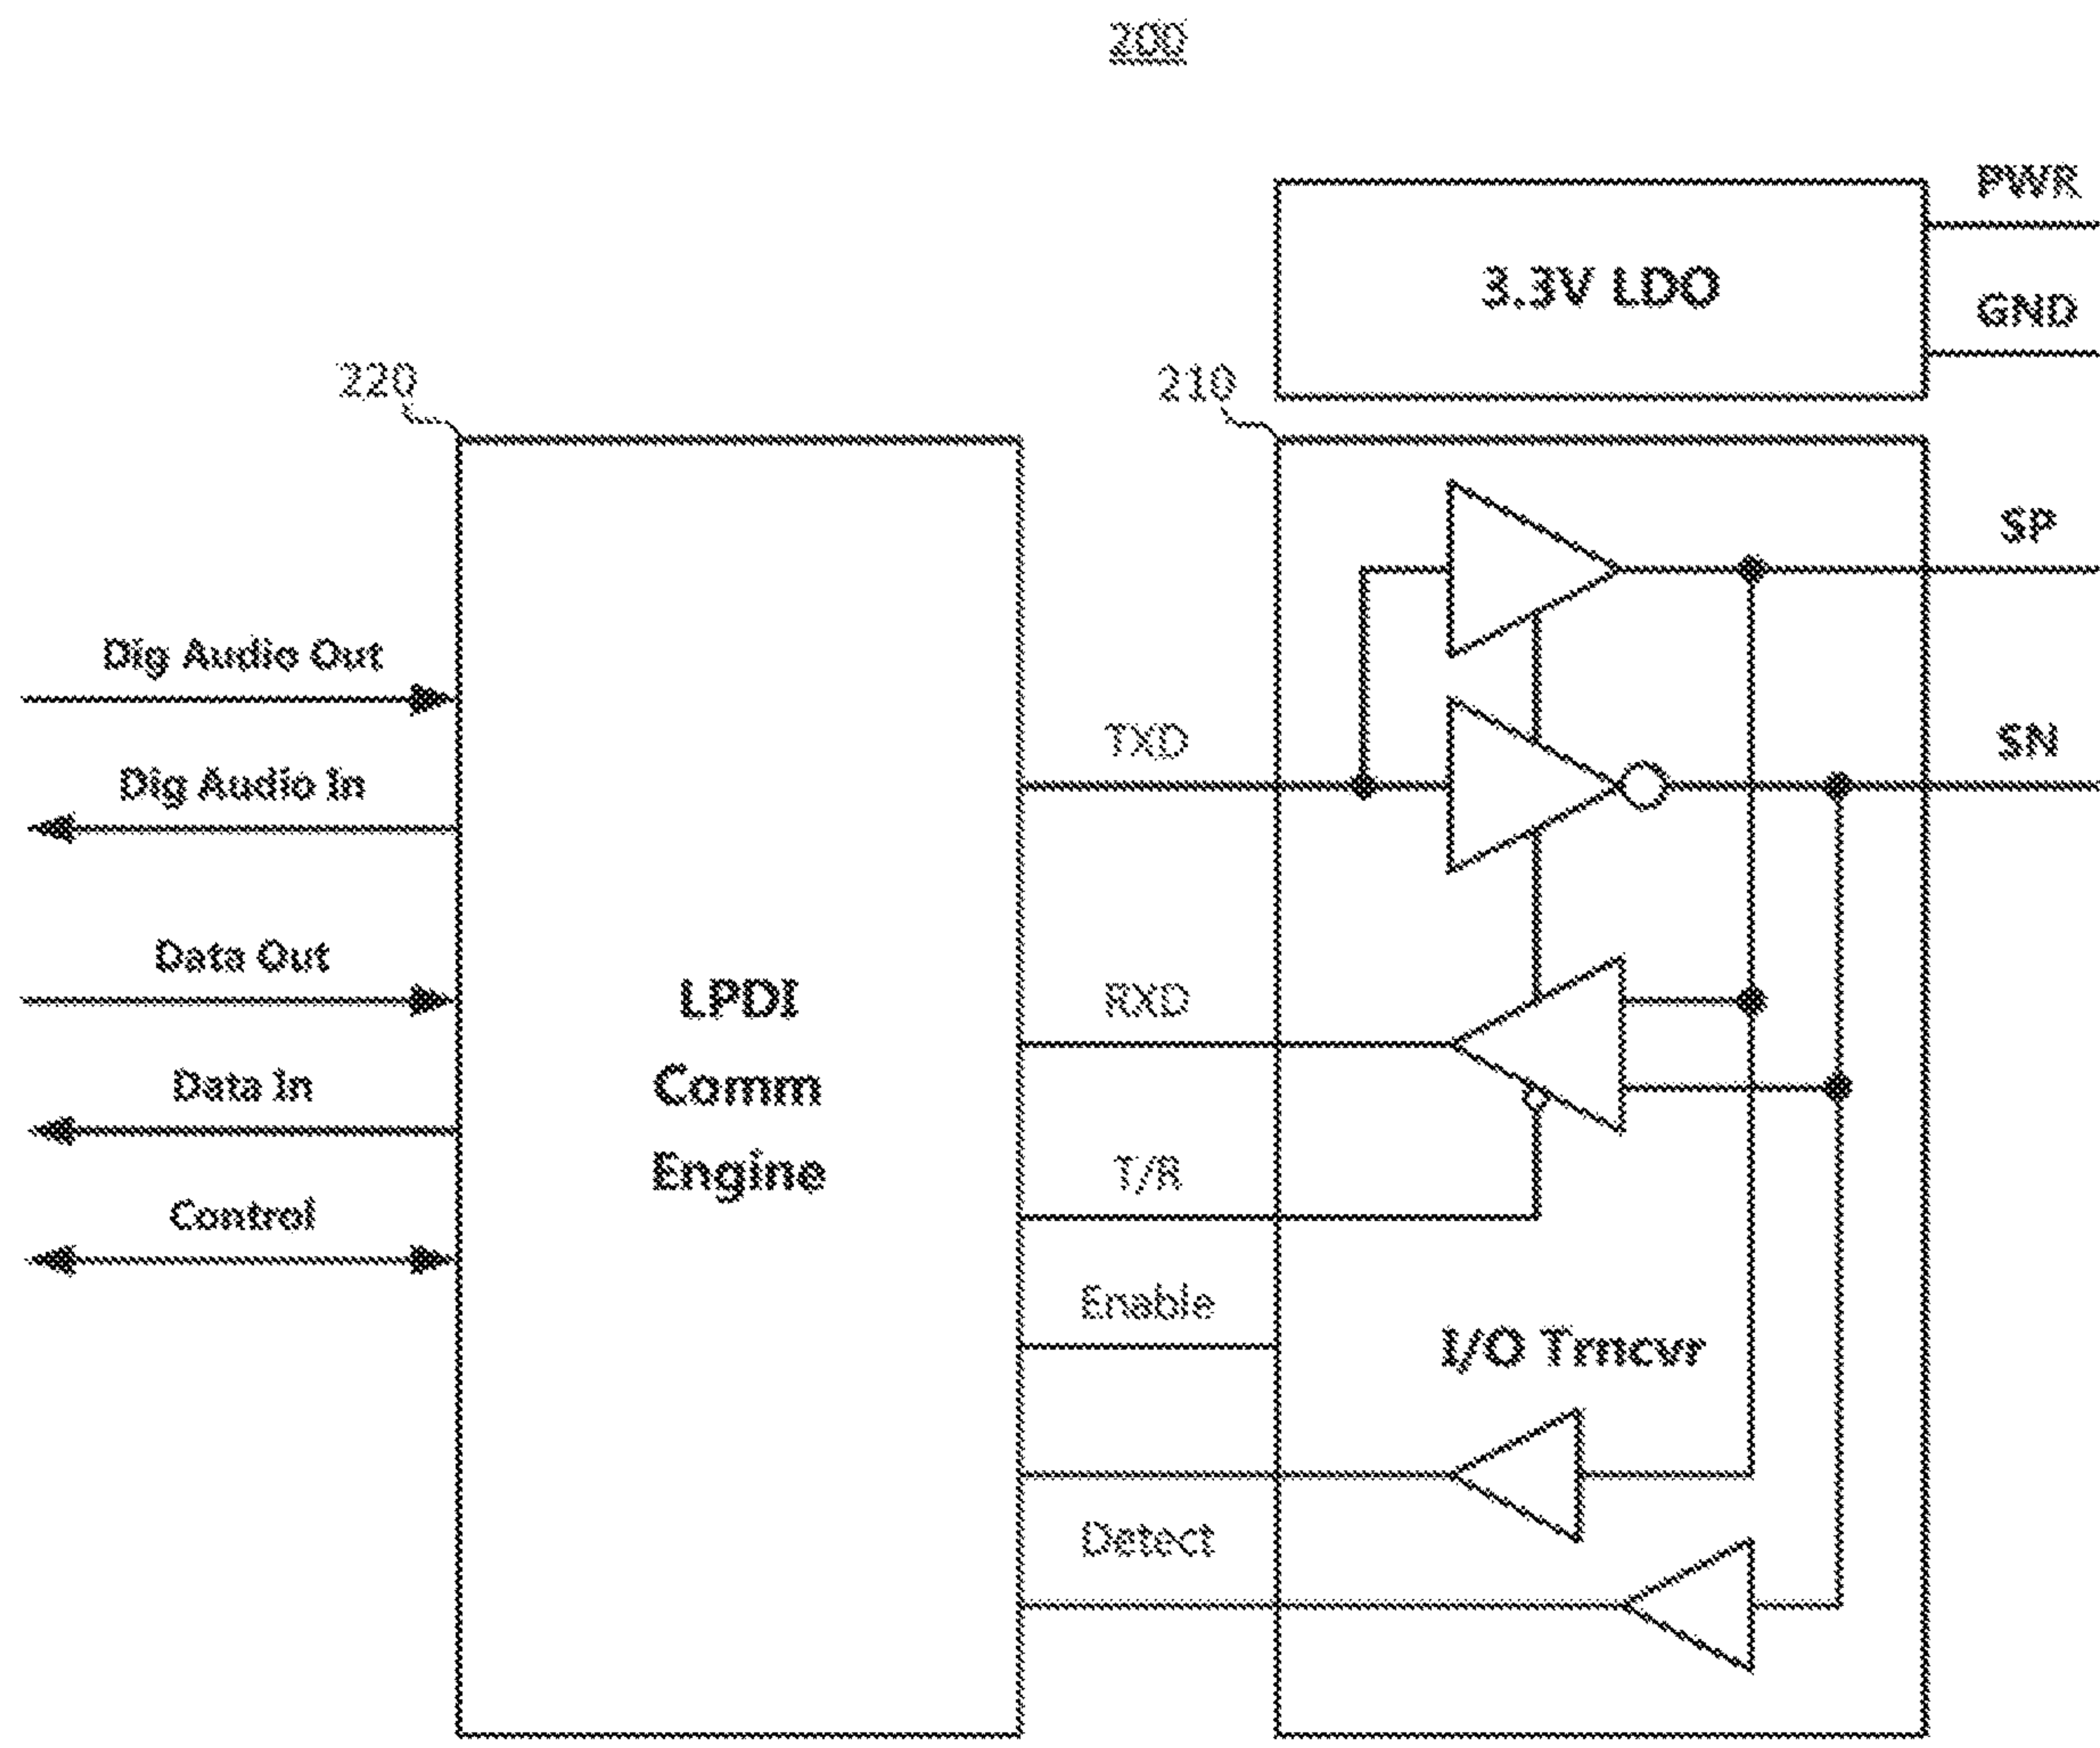 200
PWR
3.3V LDO
GND
220
210
SP
Dig Audio Out
TXD
SN
Dig Audio In
Data Out
LPDI
RXD
Comm
Data In
Engine
T/R
Control
Enable
I/O Trncvr
Detect